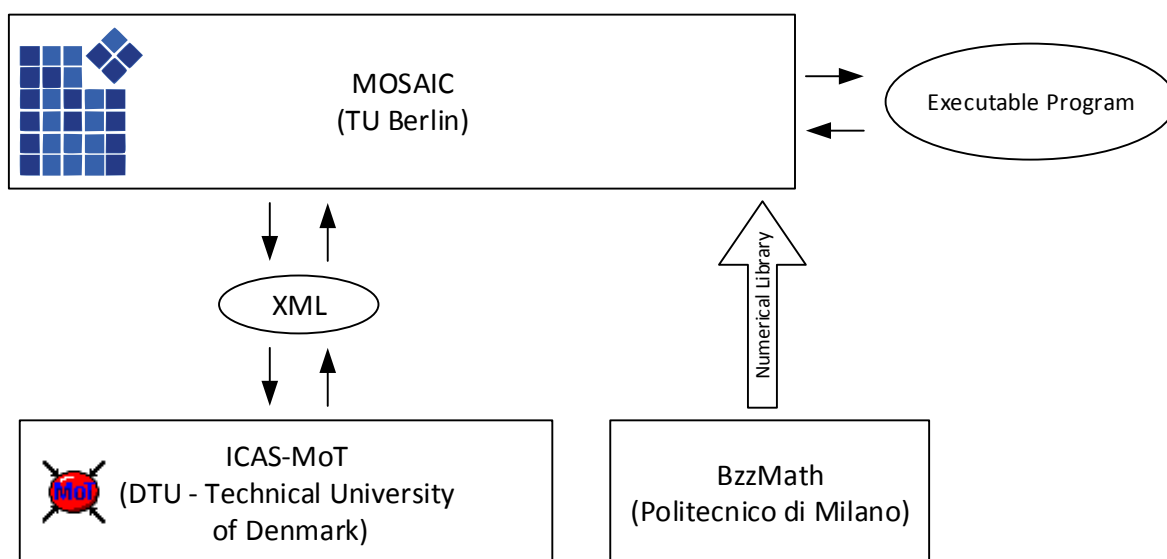 MOSAIC
(TU Berlin)
Executable Program
XML
Numerical Library
ICAS-MoT
(DTU - Technical University
of Denmark)
MoT
BzzMath
(Politecnico di Milano)